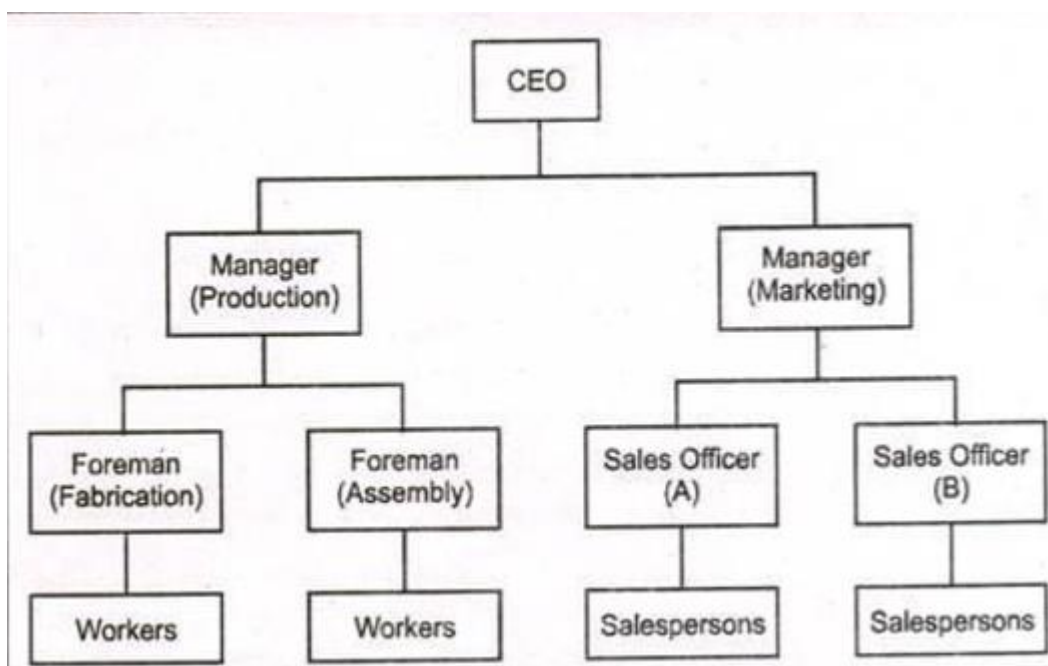 CEO
Manager
(Production)
Manager
(Marketing)
Foreman
(Fabrication)
Foreman
(Assembly)
Sales Officer
(A)
Sales Officer
(B)
Workers
Workers
Salespersons
Salespersons